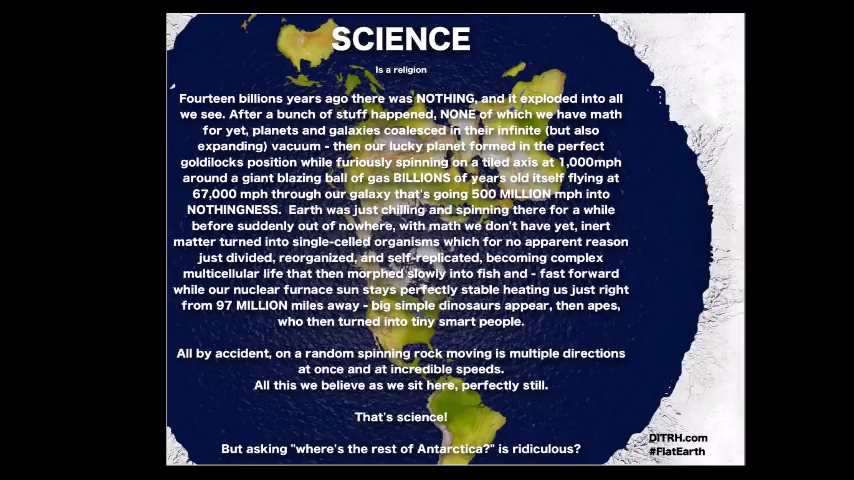 SCIENCE
Is a religion
Fourteen billions years ago there was NOTHING, and it exploded into all
we see. After a bunch of stuff happened, NONE of which we have math
for yet, planets and galaxies coalesced in their infinite (but also
expanding) vacuum - then our lucky planet formed in the perfect
goldilocks position while furiously spinning on a tiled axis at 1,000mph
around a giant blazing ball of gas BILLIONS of years old itself flying at
67,000 mph through our galaxy that's going 500 MILLION mph into
NOTHINGNESS. Earth was just chilling and spinning there for a while
before suddenly out of nowhere, with math we don't have yet, inert
matter turned into single-celled organisms which for no apparent reason
just divided, reorganized, and self-replicated, becoming complex
multicellular life that then morphed slowly into fish and - fast forward
while our nuclear furnace sun stays perfectly stable heating us just right
from 97 MILLION miles away - big simple dinosaurs appear, then apes,
who then turned into tiny smart people.
All by accident, on a random spinning rock moving is multiple directions
at once and at incredible speeds.
All this we believe as we sit here, perfectly still.
That's science!
But asking "where's the rest of Antarctica?" is ridiculous?
DITRH.com
#FlatEarth